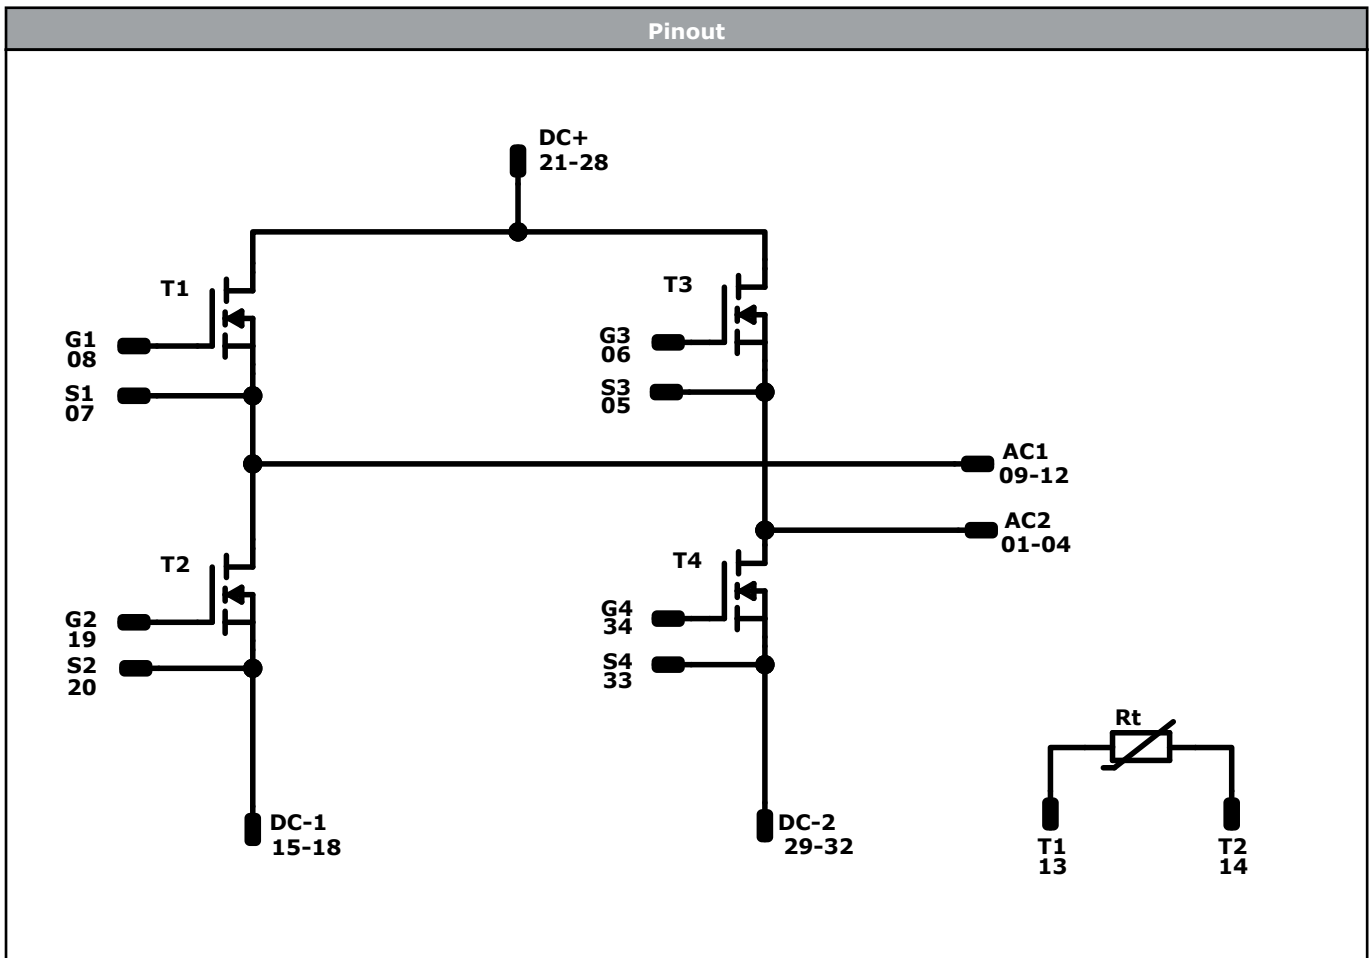 Pinout
DC+
21-28
T1
T3
G1
08
G3
06
S1
07
S3
05
AC1
09-12
AC2
01-04
T2
T4
G2
19
G4
34
S2
20
S4
33
Rt
DC-1
15-18
DC-2
29-32
T1
13
T2
14